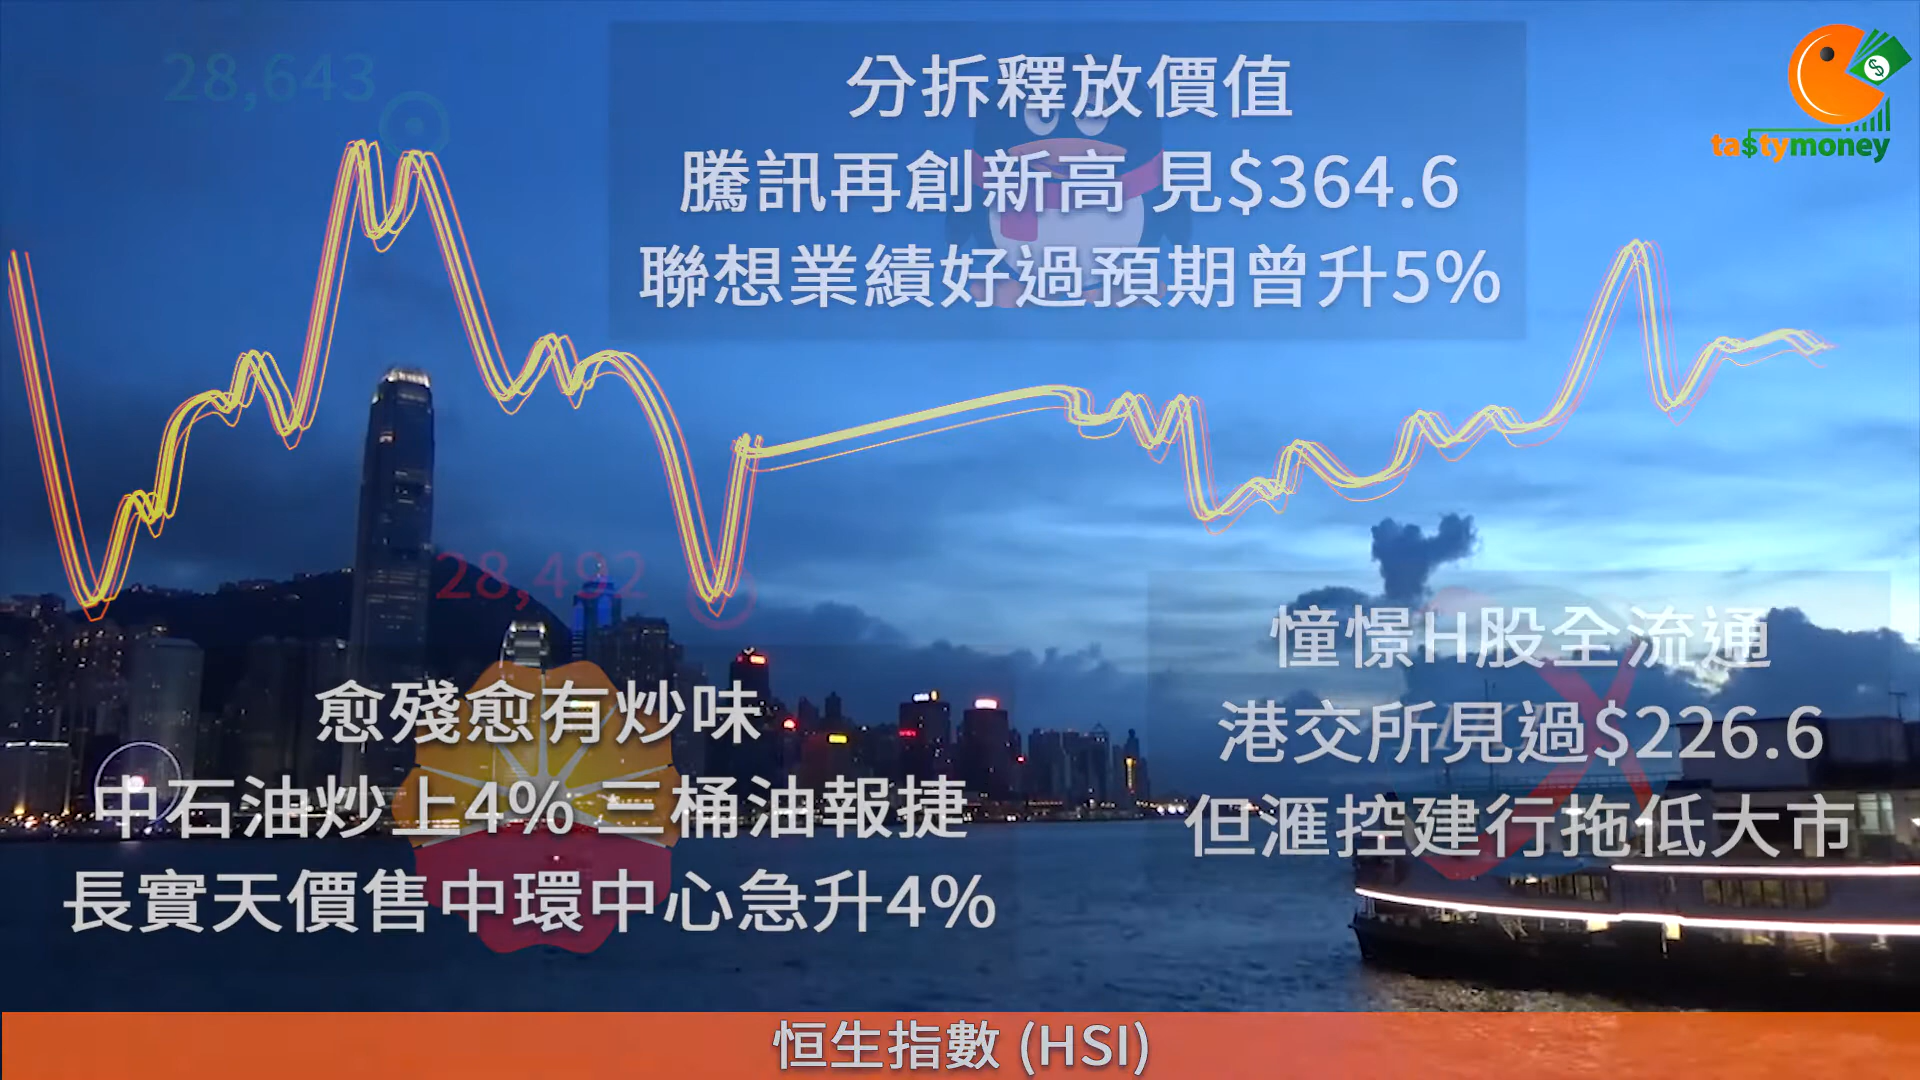 28,643
分拆釋放價值
騰訊再創新高 見$364.6
聯想業績好過預期曾升5%
ta$tymoney
28,492
愈殘愈有炒味
中石油炒上4% 三桶油報捷
長實天價售中環中心急升4%
憧憬H股全流通
港交所見過$226.6
但滙控建行拖低大市
恒生指數 (HSI)